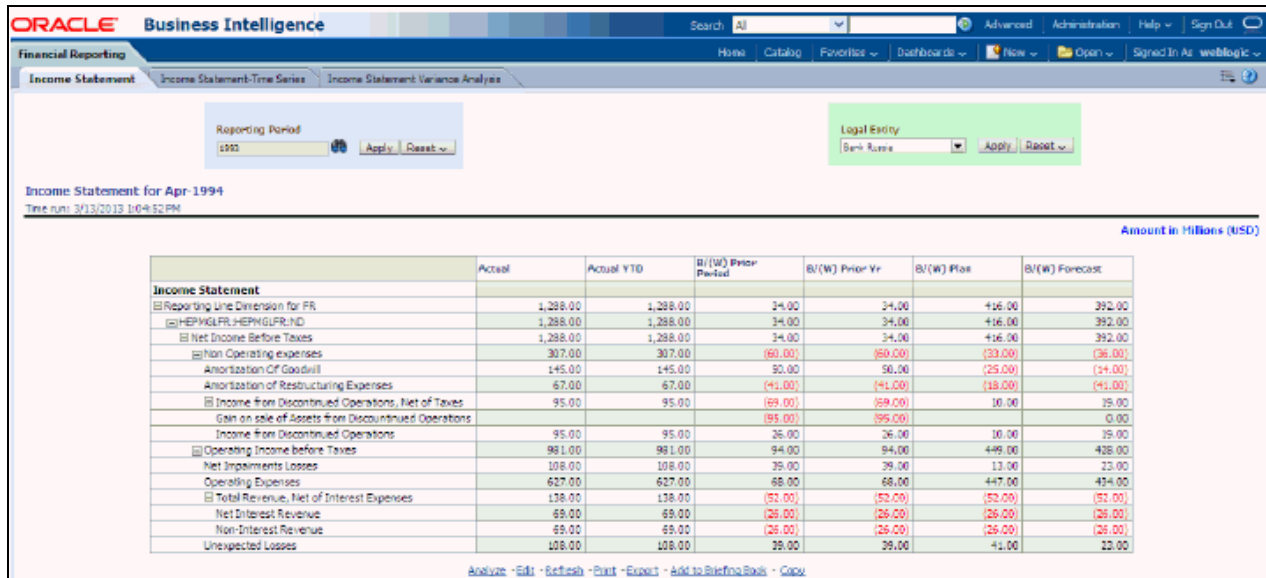 ORACLE Business Intelligence Search All Advanced Administration Help Sign Out
Financial Reporting Home Catalog Favorites Dashboards New Open Signed In As weblogic
Income Statement Income Statement-Time Series Income Statement Variance Analysis
Reporting Period Legal Entity
Apply Reset Bank Russia Apply Reset
Income Statement for Apr-1994
Time run: 3/13/2013 1:04:52 PM
Amount in Millions (USD)
Actual Actual YTD B/(W) Prior Period B/(W) Prior Yr B/(W) Plan B/(W) Forecast
Income Statement
Reporting Line Dimension for FR 1,288.00 1,288.00 34.00 34.00 416.00 392.00
HEPMGLFR:HEPMGLFR:ND 1,288.00 1,288.00 34.00 34.00 416.00 392.00
Net Income Before Taxes 1,288.00 1,288.00 34.00 34.00 416.00 392.00
Non Operating expenses 307.00 307.00 (60.00) (60.00) (33.00) (36.00)
Amortization Of Goodwill 145.00 145.00 50.00 50.00 (25.00) (14.00)
Amortization of Restructuring Expenses 67.00 67.00 (41.00) (41.00) (18.00) (41.00)
Income from Discontinued Operations, Net of Taxes 95.00 95.00 (69.00) (69.00) 10.00 19.00
Gain on sale of Assets from Discountinued Operations (95.00) (95.00) 0.00
Income from Discontinued Operations 95.00 95.00 26.00 26.00 10.00 19.00
Operating Income before Taxes 981.00 981.00 94.00 94.00 449.00 428.00
Net Impairments Losses 108.00 108.00 39.00 39.00 13.00 23.00
Operating Expenses 627.00 627.00 68.00 68.00 447.00 434.00
Total Revenue, Net of Interest Expenses 138.00 138.00 (52.00) (52.00) (52.00) (52.00)
Net Interest Revenue 69.00 69.00 (26.00) (26.00) (26.00) (26.00)
Non-Interest Revenue 69.00 69.00 (26.00) (26.00) (26.00) (26.00)
Unexpected Losses 108.00 108.00 39.00 39.00 41.00 23.00
Analyze - Edit - Refresh - Print - Export - Add to Briefing Book - Copy